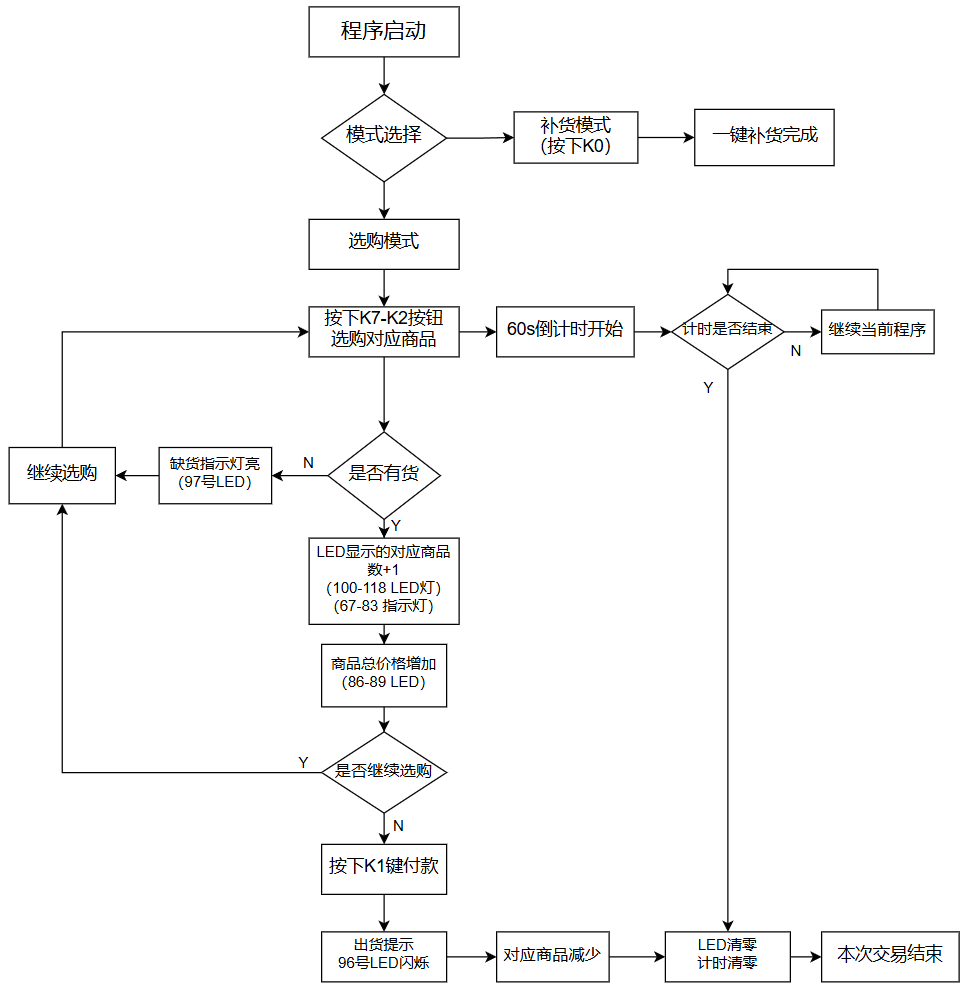 程序启动
模式选择
补货模式
（按下K0）
一键补货完成
选购模式
按下K7-K2按钮
选购对应商品
60s倒计时开始
计时是否结束
N
继续当前程序
Y
继续选购
缺货指示灯亮
（97号LED）
N
是否有货
Y
LED显示的对应商品
数+1
（100-118 LED灯）
（67-83 指示灯）
商品总价格增加
（86-89 LED）
Y
是否继续选购
N
按下K1键付款
出货提示
96号LED闪烁
对应商品减少
LED清零
计时清零
本次交易结束